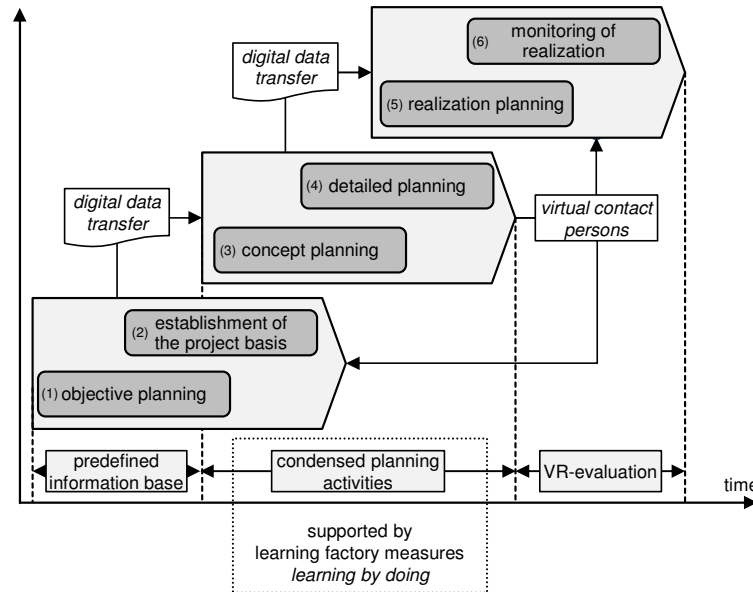 (6) monitoring of
realization
digital data
transfer
(5) realization planning
(4) detailed planning
digital data
transfer
virtual contact
persons
(3) concept planning
(2) establishment of
the project basis
(1) objective planning
predefined
information base
condensed planning
activities
VR-evaluation
time
supported by
learning factory measures
learning by doing